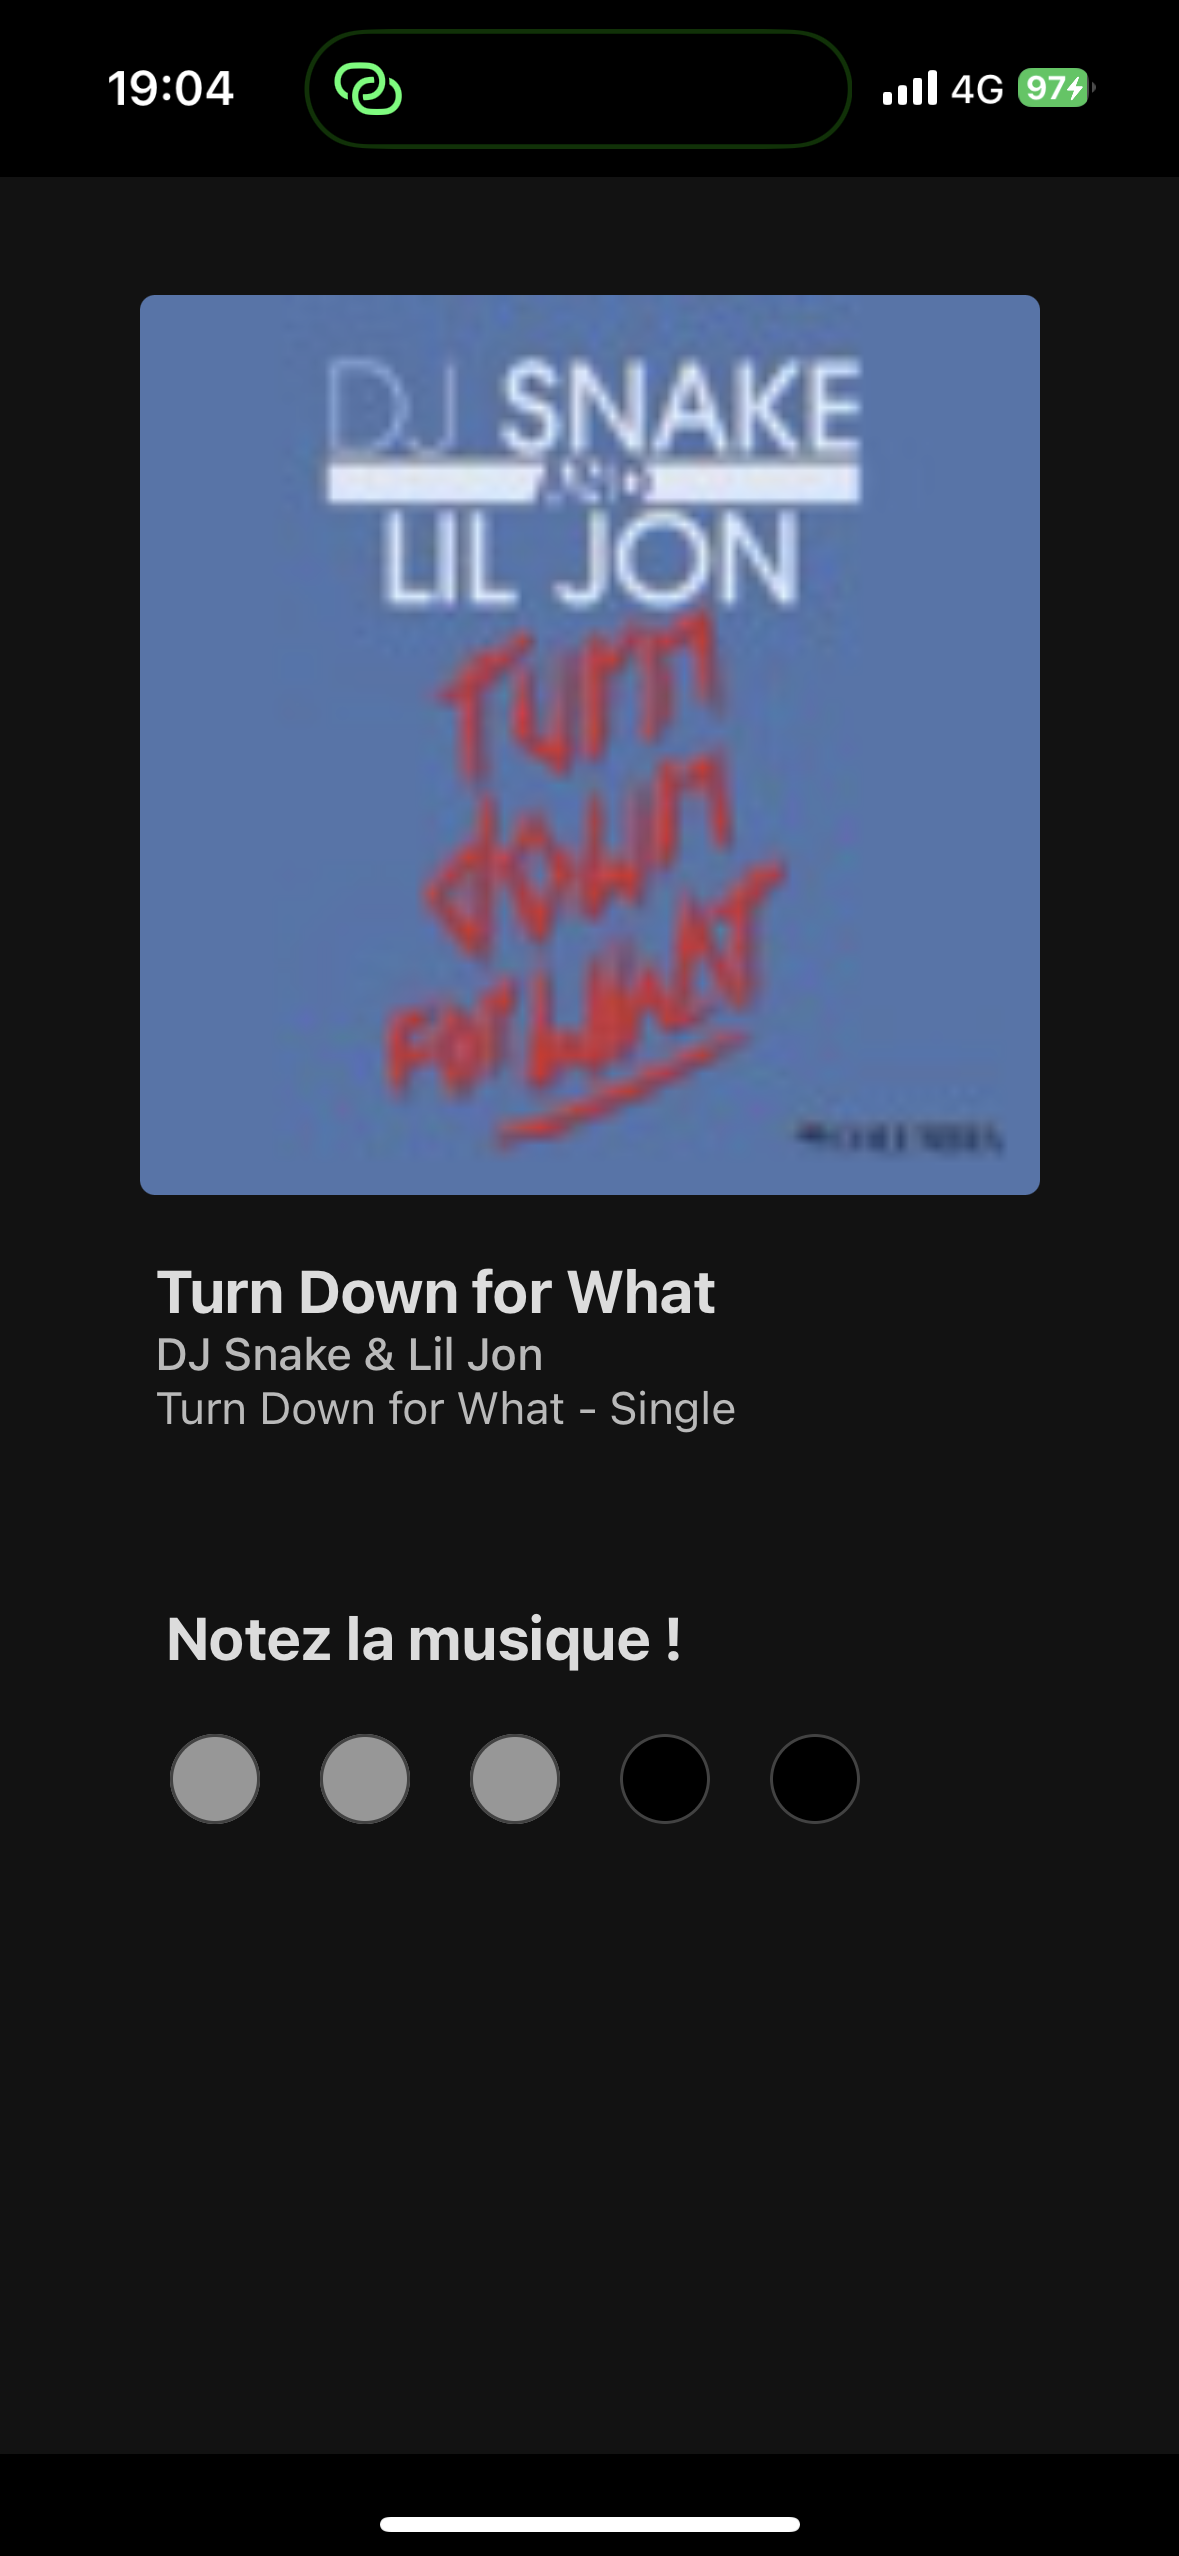 19:04
4G
97
DJ SNAKE
AND
LIL JON
TURN
DOWN
FOR WHAT
COLUMBIA
Turn Down for What
DJ Snake & Lil Jon
Turn Down for What - Single
Notez la musique !